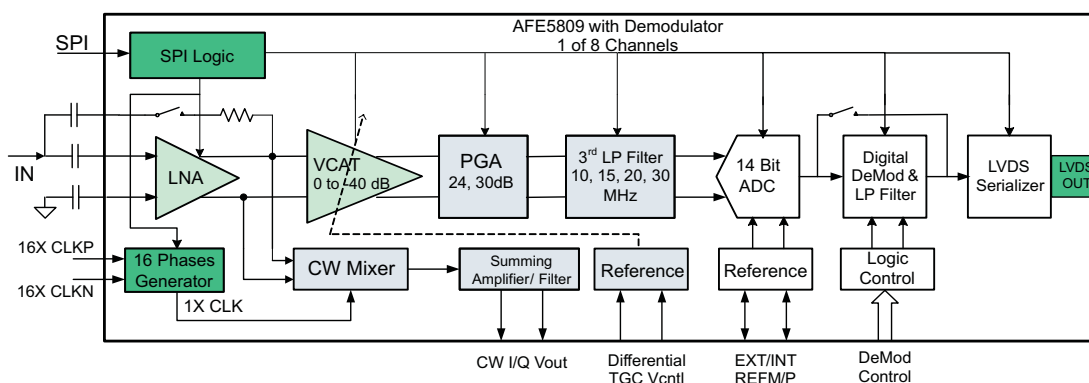 AFE5809 with Demodulator
1 of 8 Channels
SPI
SPI Logic
IN
LNA
VCAT
0 to -40 dB
PGA
24, 30dB
3rd LP Filter
10, 15, 20, 30
MHz
14 Bit
ADC
Digital
DeMod &
LP Filter
LVDS
Serializer
LVDS
OUT
16X CLKP
16X CLKN
16 Phases
Generator
1X CLK
CW Mixer
Summing
Amplifier/ Filter
Reference
Reference
Logic
Control
CW I/Q Vout
Differential
TGC Vcntl
EXT/INT
REFM/P
DeMod
Control